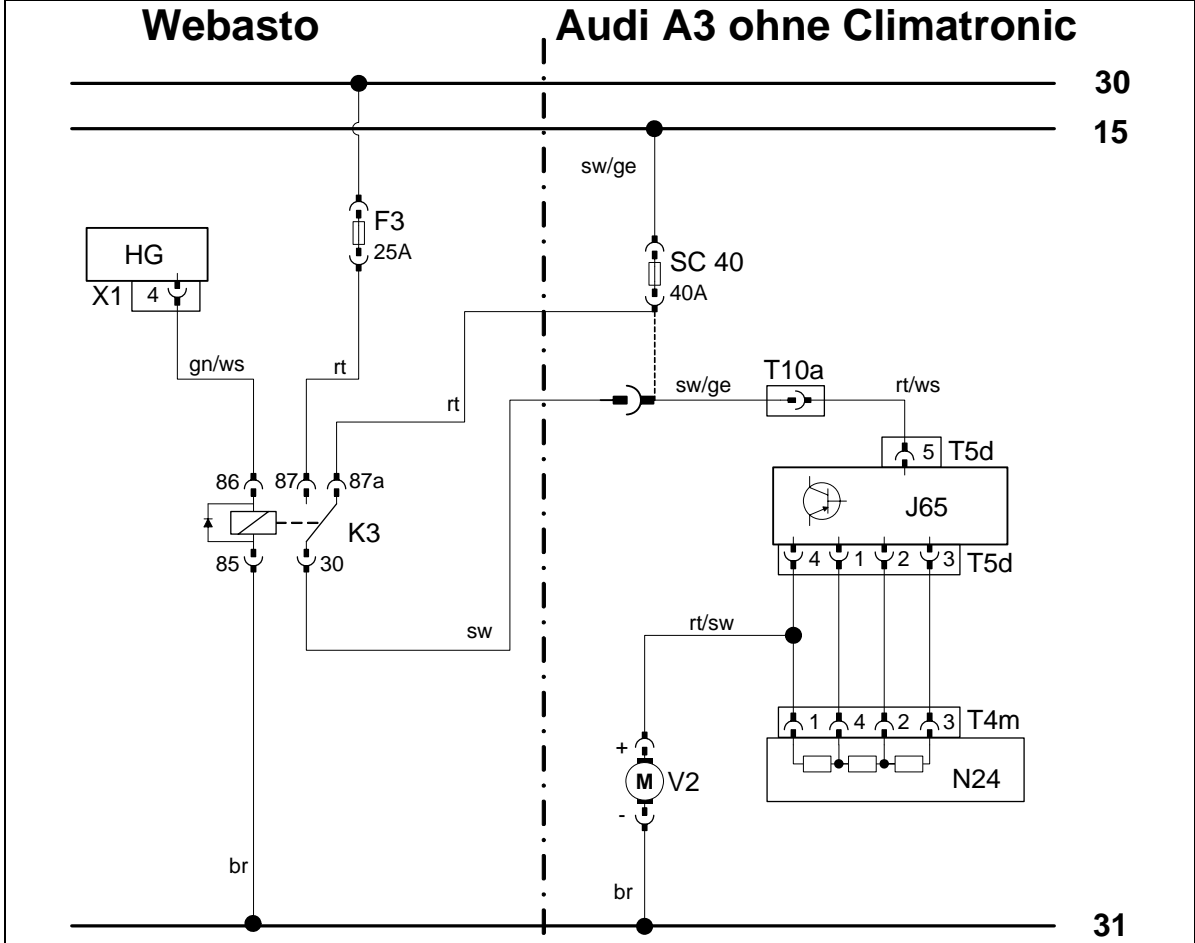 Webasto Audi A3 ohne Climatronic
30
15
sw/ge
F3
25A
HG
X1 4
SC 40
40A
gn/ws rt
rt
T10a
sw/ge rt/ws
5 T5d
86 87 87a
J65
K3
85 30
4 1 2 3 T5d
sw
rt/sw
1 4 2 3 T4m
+
M V2
N24
-
br
br
31